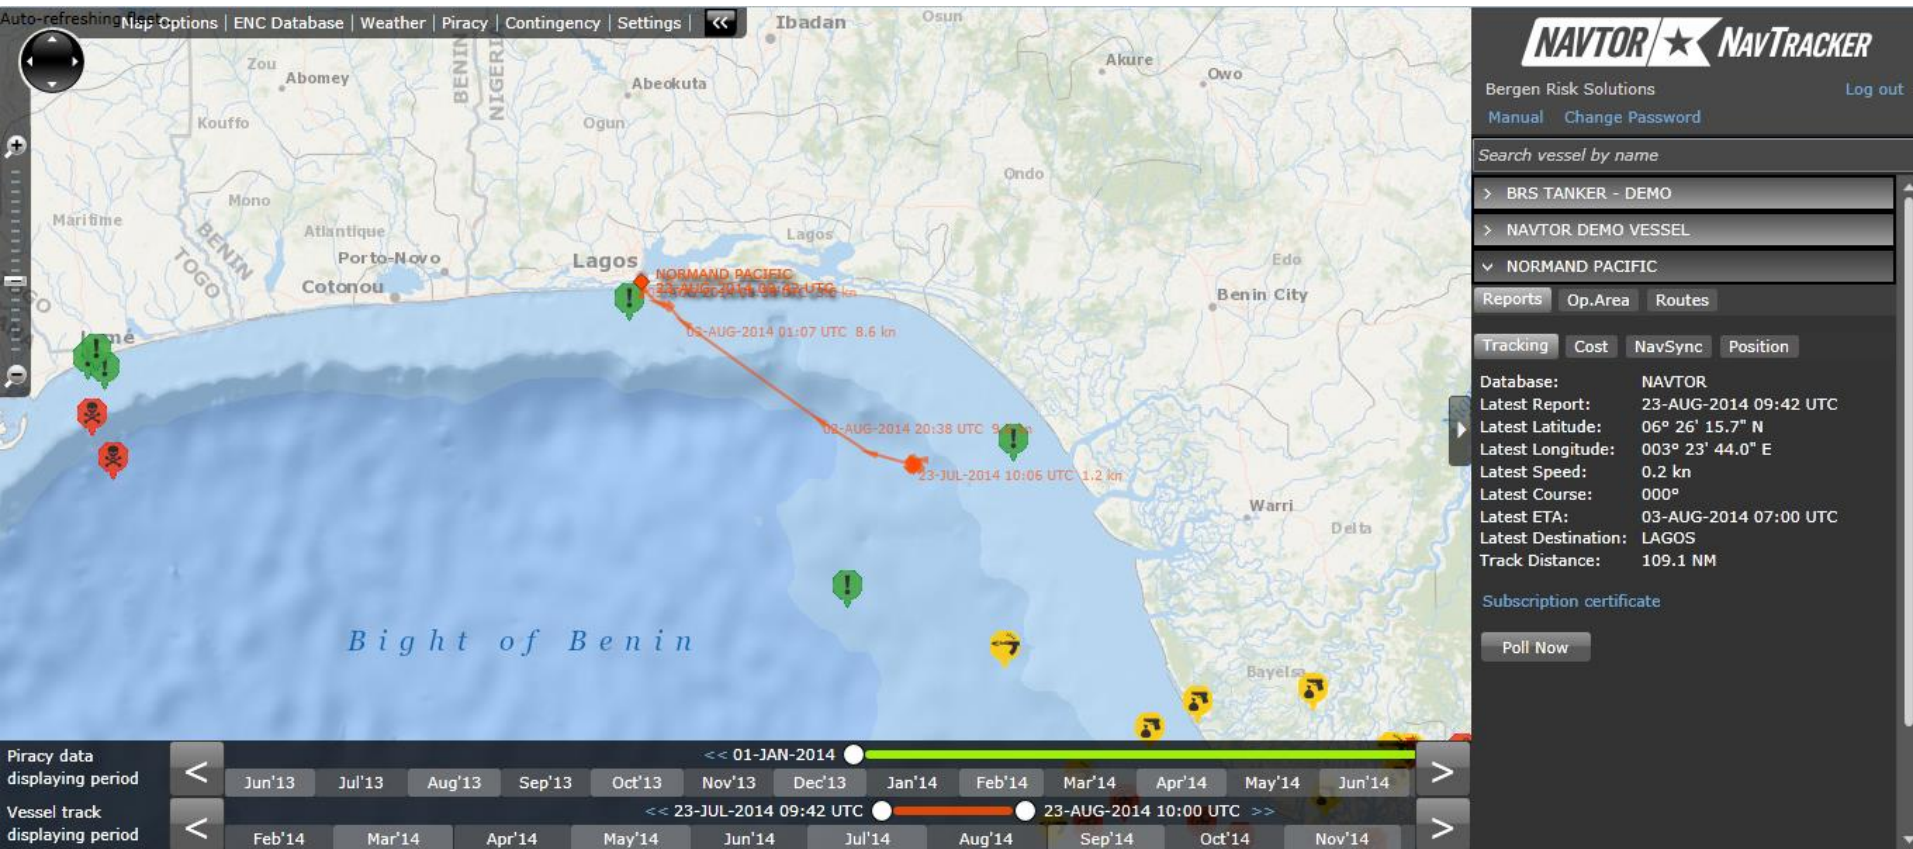 Auto-refreshing fleet
Map Options | ENC Database | Weather | Piracy | Contingency | Settings | <<
Ibadan
Osun
Zou
Abomey
BENIN
NIGERI
Abeokuta
Akure
Owo
Kouffo
Ogun
Ondo
Mono
Maritime
Atlantique
BENIN
TOGO
Porto-Novo
Lagos
Lagos
Edo
Cotonou
NORMAND PACIFIC
Benin City
GO
03-AUG-2014 01:07 UTC 8.6 kn
02-AUG-2014 20:38 UTC 9
23-JUL-2014 10:06 UTC 1.2 kn
Warri
Delta
Bight of Benin
Bayelsa
NAVTOR NAVTRACKER
Bergen Risk Solutions
Log out
Manual Change Password
Search vessel by name
> BRS TANKER - DEMO
> NAVTOR DEMO VESSEL
NORMAND PACIFIC
Reports Op.Area Routes
Tracking Cost NavSync Position
Database: NAVTOR
Latest Report: 23-AUG-2014 09:42 UTC
Latest Latitude: 06° 26' 15.7" N
Latest Longitude: 003° 23' 44.0" E
Latest Speed: 0.2 kn
Latest Course: 000°
Latest ETA: 03-AUG-2014 07:00 UTC
Latest Destination: LAGOS
Track Distance: 109.1 NM
Subscription certificate
Poll Now
Piracy data
displaying period
<
<< 01-JAN-2014
Jun'13 Jul'13 Aug'13 Sep'13 Oct'13 Nov'13 Dec'13 Jan'14 Feb'14 Mar'14 Apr'14 May'14 Jun'14
>
Vessel track
displaying period
<
<< 23-JUL-2014 09:42 UTC
23-AUG-2014 10:00 UTC >>
Feb'14 Mar'14 Apr'14 May'14 Jun'14 Jul'14 Aug'14 Sep'14 Oct'14 Nov'14
>